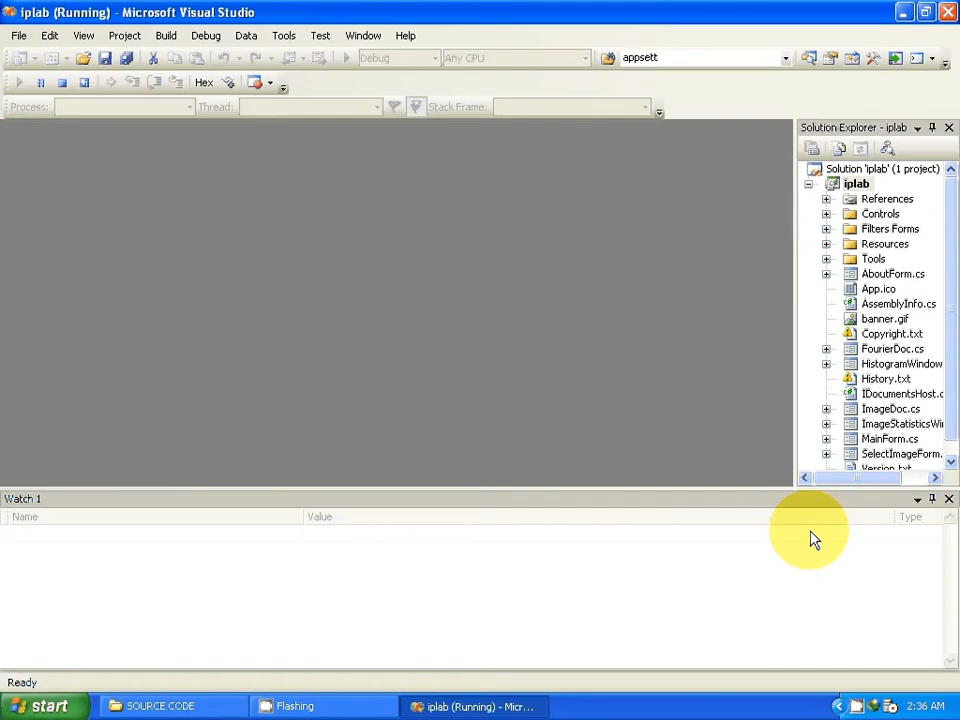 iplab (Running) - Microsoft Visual Studio
File Edit View Project Build Debug Data Tools Test Window Help
Debug Any CPU appsett
Hex
Process: Thread: Stack Frame:
Solution Explorer - iplab
Solution 'iplab' (1 project)
iplab
References
Controls
Filters Forms
Resources
Tools
AboutForm.cs
App.ico
AssemblyInfo.cs
banner.gif
Copyright.txt
FourierDoc.cs
HistogramWindow
History.txt
IDocumentsHost.c
ImageDoc.cs
ImageStatisticsWi
MainForm.cs
SelectImageForm.
Version.txt
Watch 1
Name Value Type
Ready
start SOURCE CODE Flashing iplab (Running) - Micr... 2:36 AM